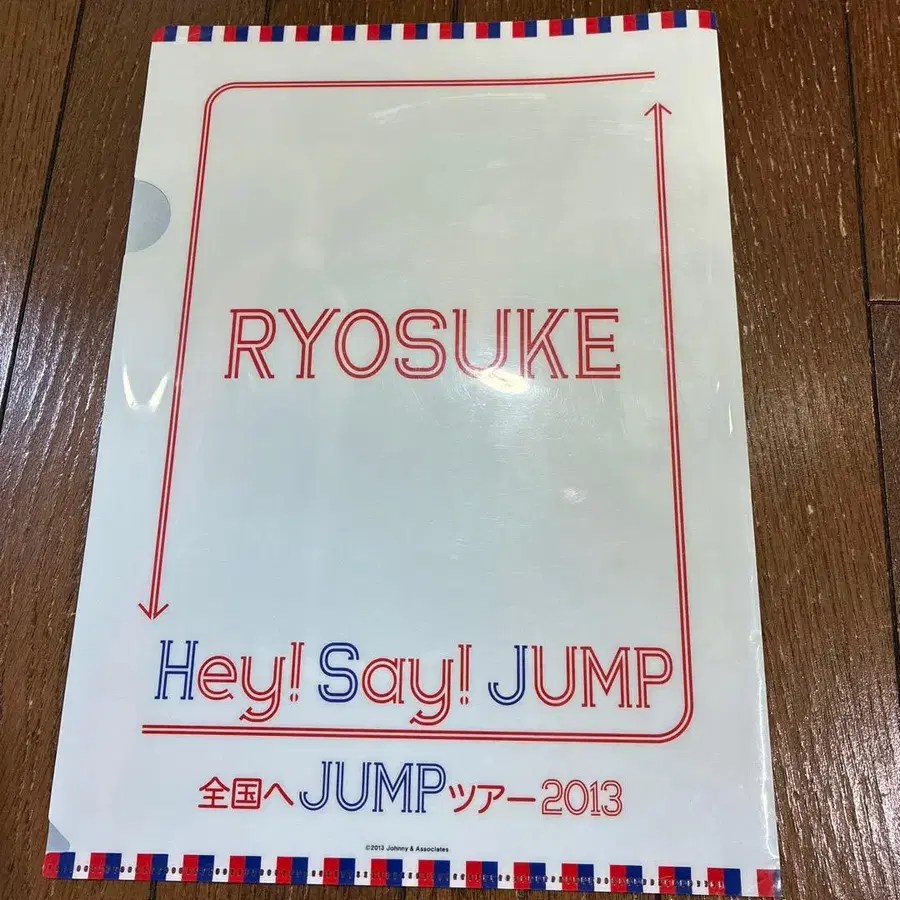 RYOSUKE
Hey! Say! JUMP
全国へJUMPツアー2013
©2013 Johnny & Associates